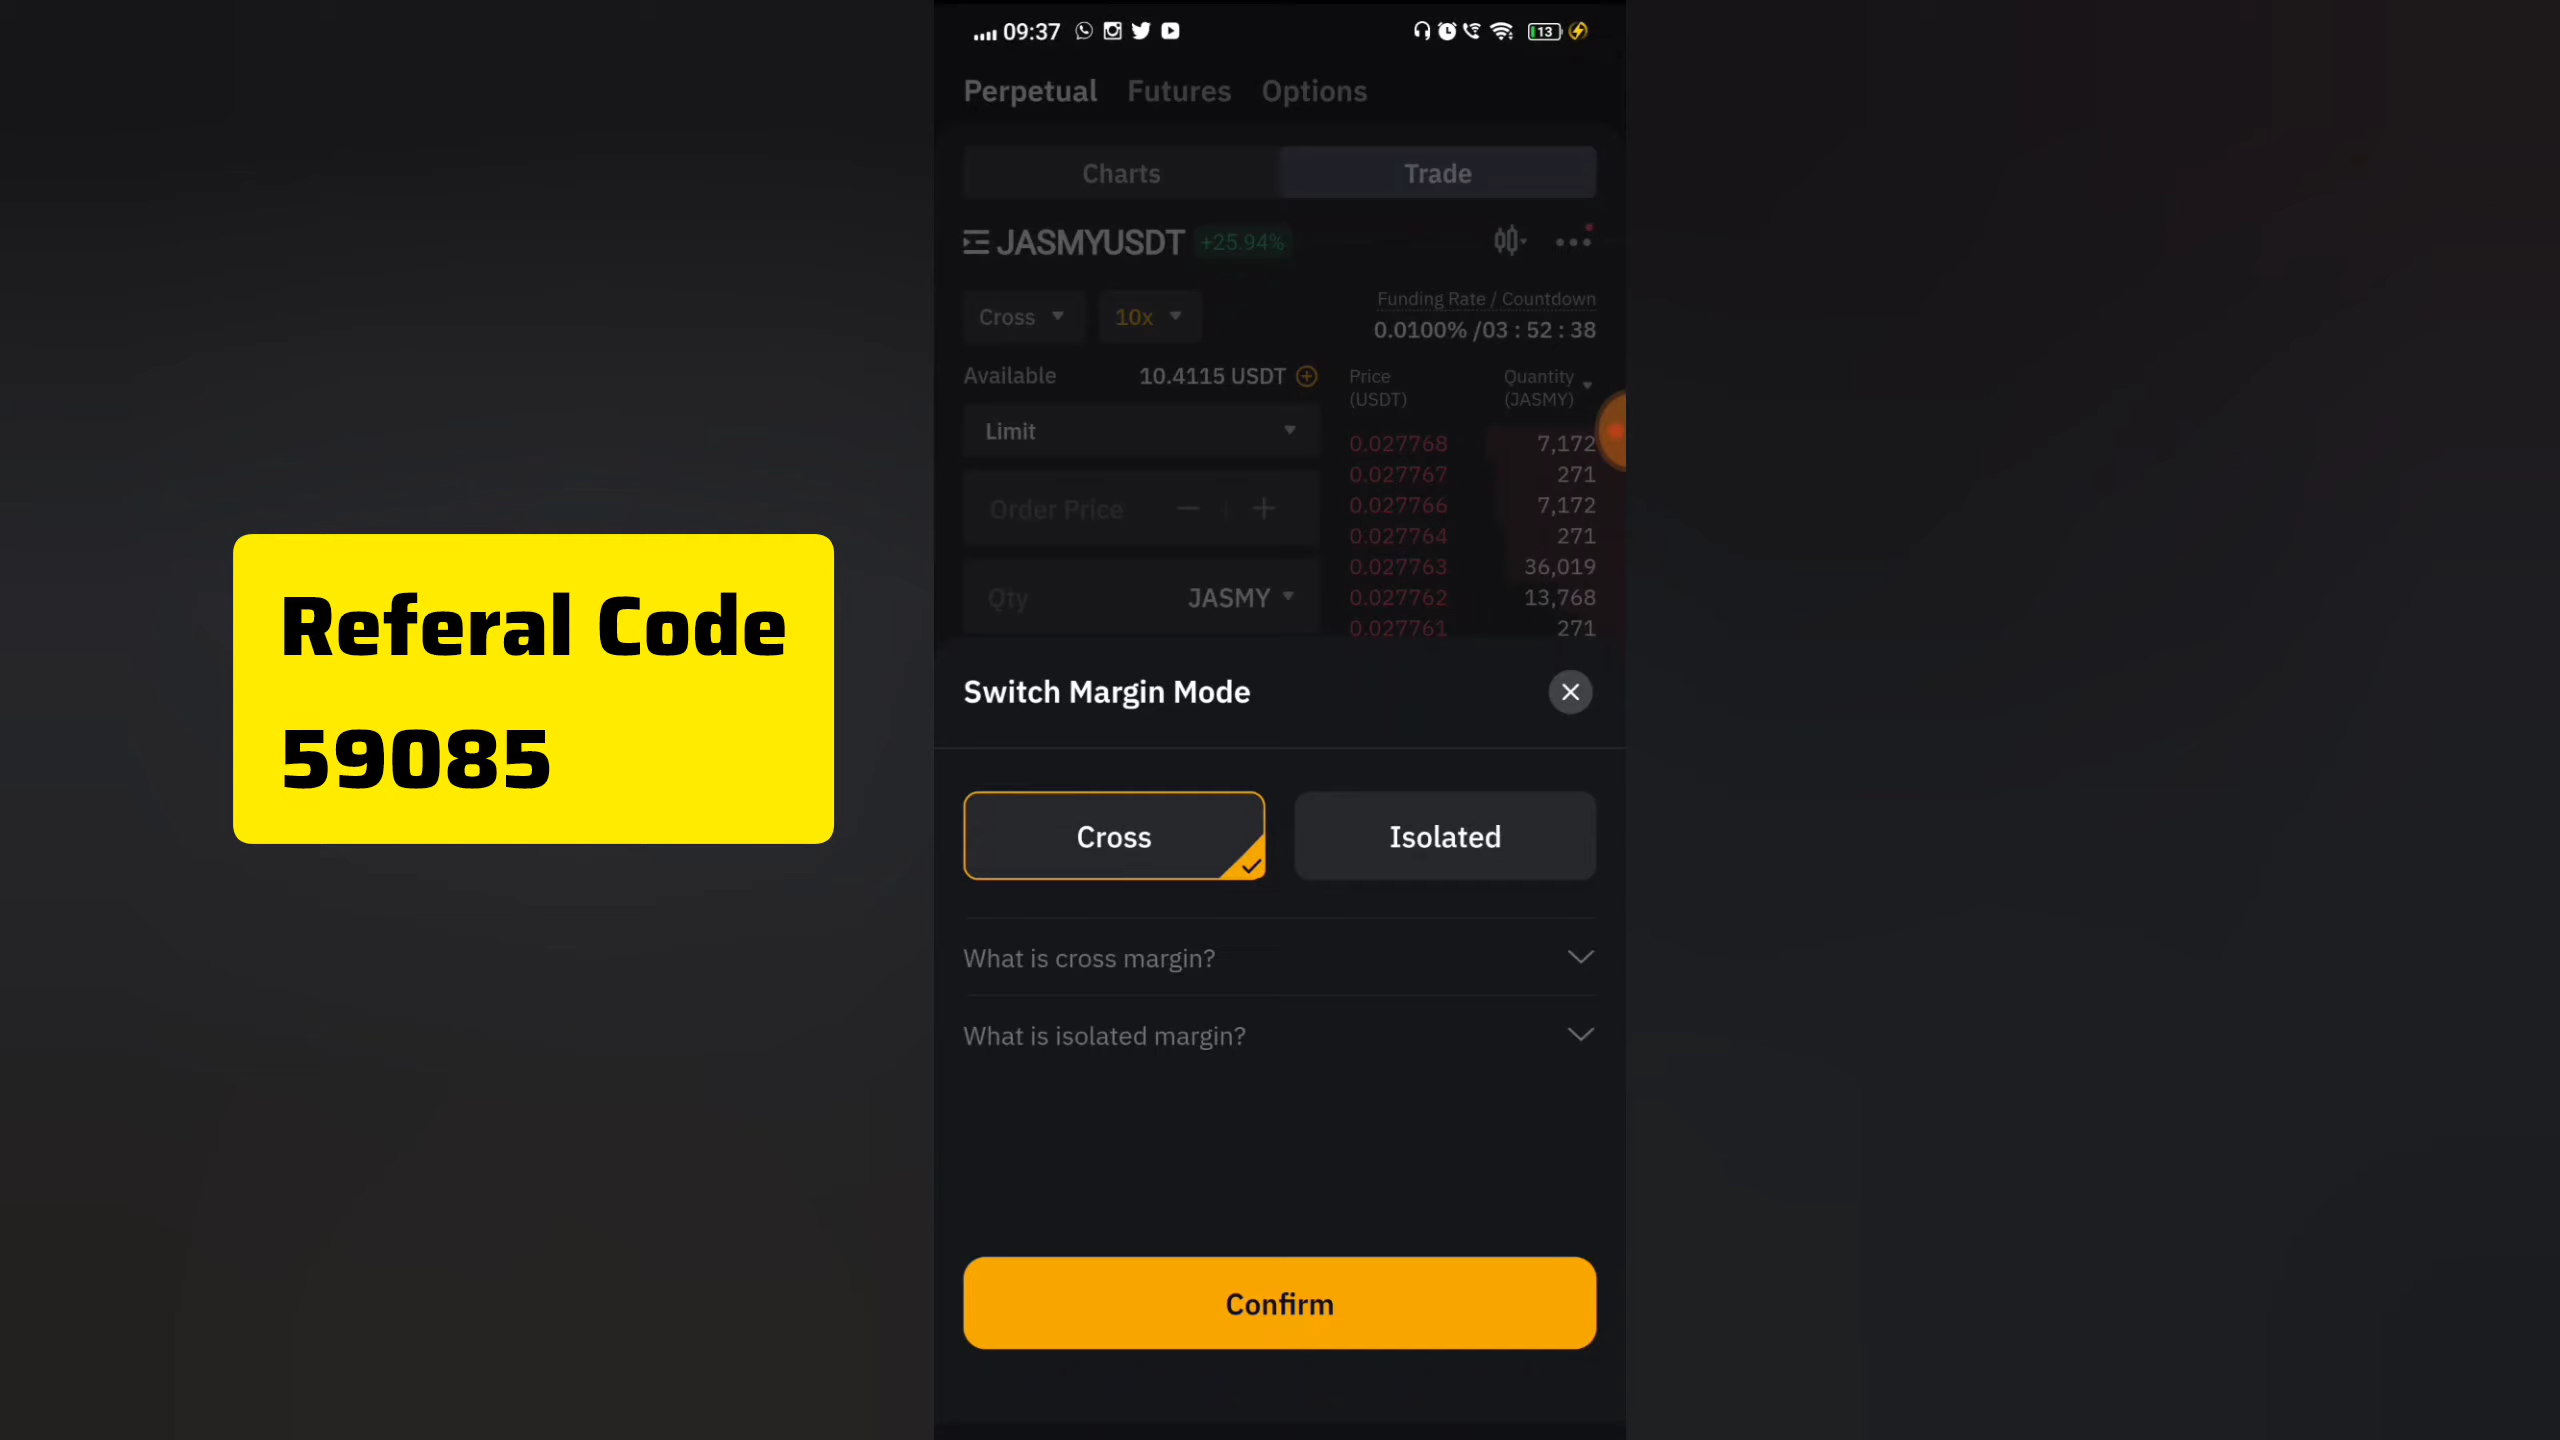 09:37
13
Perpetual Futures Options
Charts Trade
JASMYUSDT +25.94%
Cross 10x
Funding Rate / Countdown
0.0100% /03 : 52 : 38
Available 10.4115 USDT
Price (USDT)
Quantity (JASMY)
Limit
Order Price
Qty JASMY
0.027768 7,172
0.027767 271
0.027766 7,172
0.027764 271
0.027763 36,019
0.027762 13,768
0.027761 271
Referal Code
59085
Switch Margin Mode
Cross Isolated
What is cross margin?
What is isolated margin?
Confirm